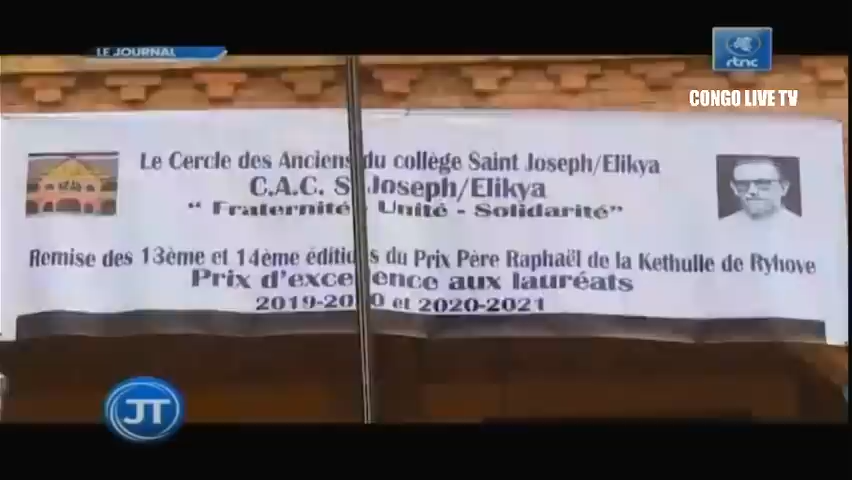 LE JOURNAL
rtnc
CONGO LIVE TV
Le Cercle des Anciens du collège Saint Joseph/Elikya
C.A.C. S Joseph/Elikya
“ Fraternité - Unité - Solidarité”
Remise des 13ème et 14ème éditions du Prix Père Raphaël de la Kethulle de Ryhove
Prix d'excellence aux lauréats
2019-2020 et 2020-2021
JT